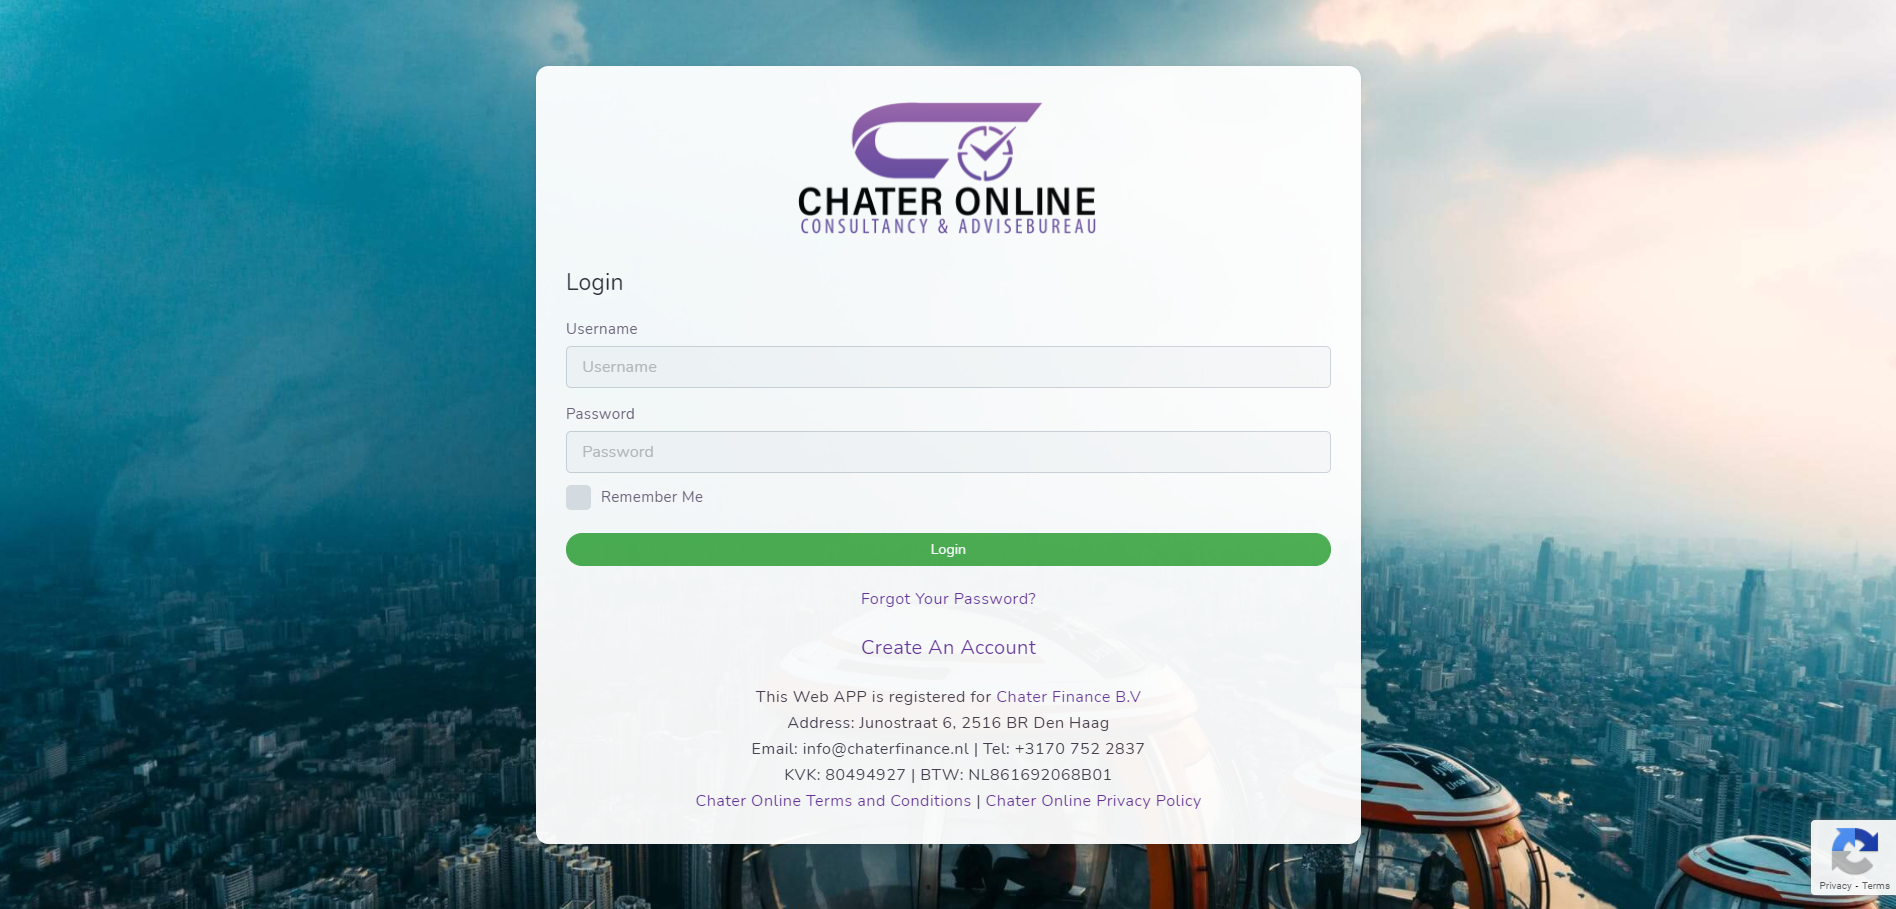 CHATER ONLINE
CONSULTANCY & ADVISEBUREAU
Login
Username
Username
Password
Password
Remember Me
Login
Forgot Your Password?
Create An Account
This Web APP is registered for Chater Finance B.V
Address: Junostraat 6, 2516 BR Den Haag
Email: info@chaterfinance.nl | Tel: +3170 752 2837
KVK: 80494927 | BTW: NL861692068B01
Chater Online Terms and Conditions | Chater Online Privacy Policy
Privacy - Terms